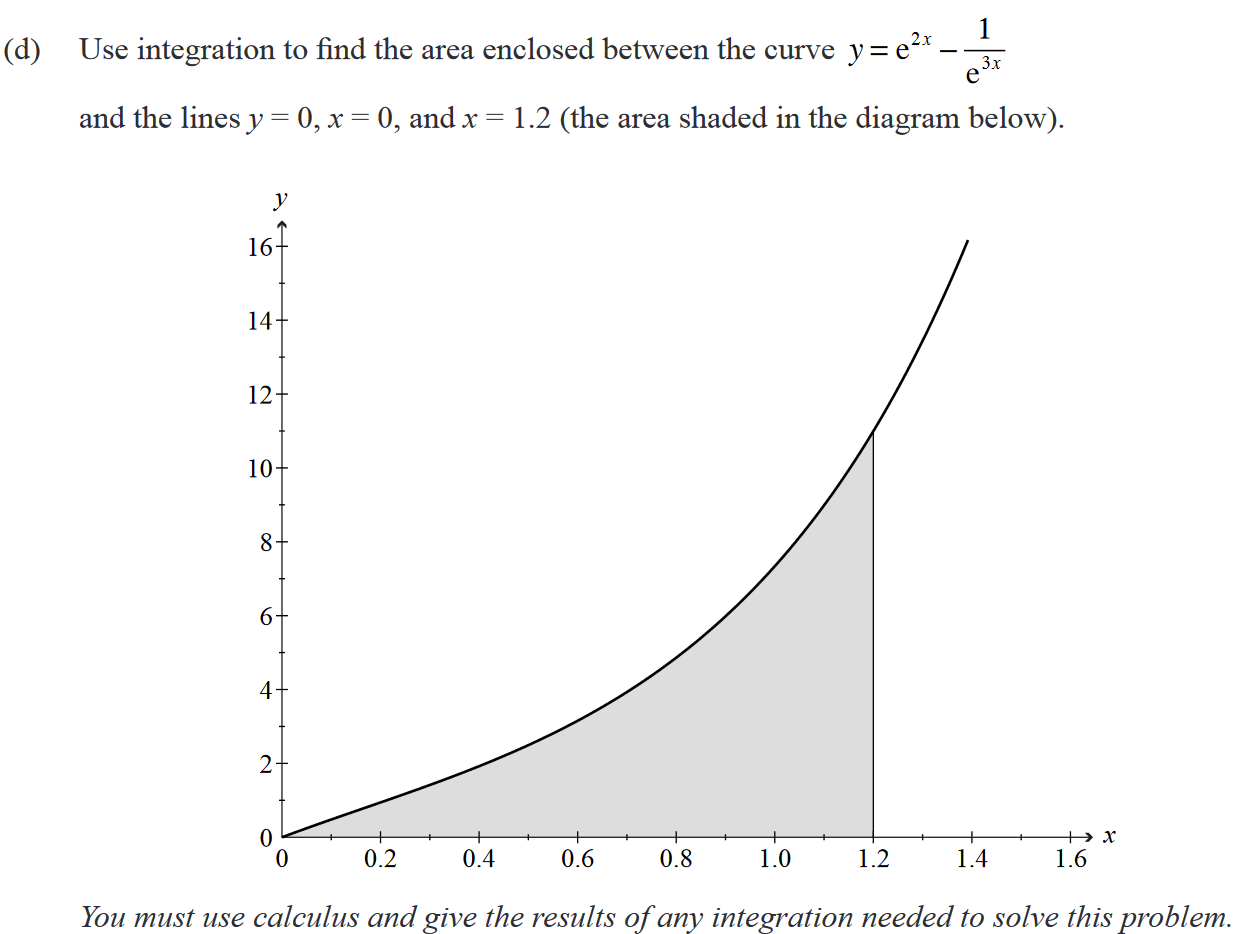 (d) Use integration to find the area enclosed between the curve y = e^{2x} − \frac{1}{e^{3x}}
and the lines y = 0, x = 0, and x = 1.2 (the area shaded in the diagram below).
y
16
14
12
10
8
6
4
2
0
x
0 0.2 0.4 0.6 0.8 1.0 1.2 1.4 1.6
You must use calculus and give the results of any integration needed to solve this problem.